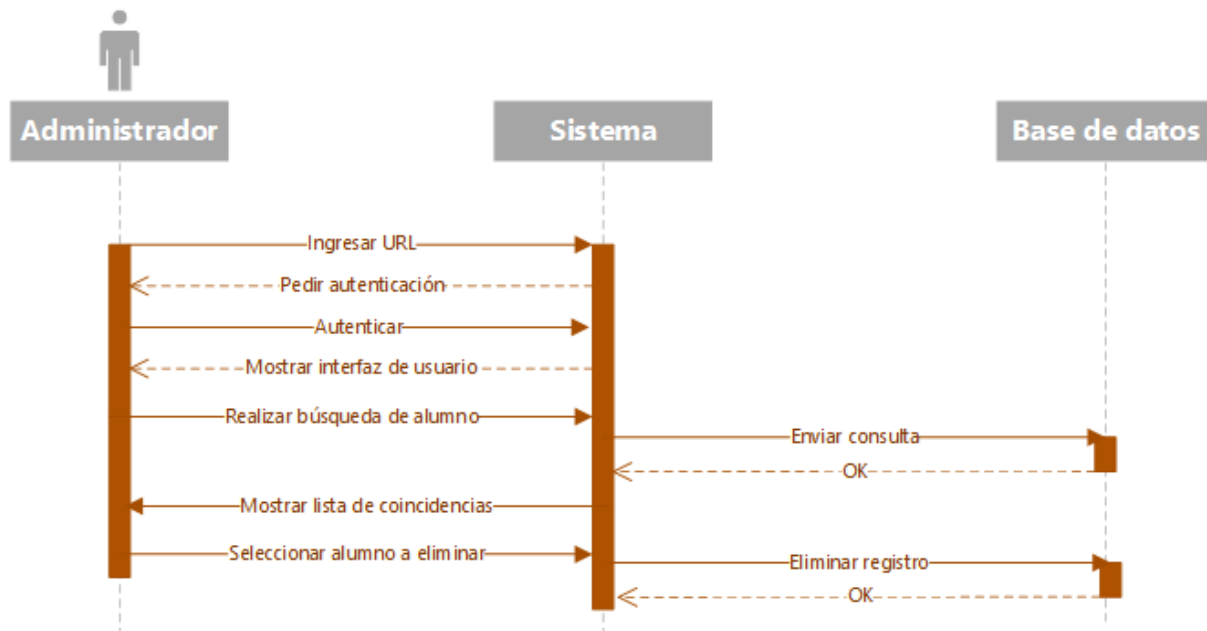 Administrador
Sistema
Base de datos
Ingresar URL
Pedir autenticación
Autenticar
Mostrar interfaz de usuario
Realizar búsqueda de alumno
Enviar consulta
OK
Mostrar lista de coincidencias
Seleccionar alumno a eliminar
Eliminar registro
OK